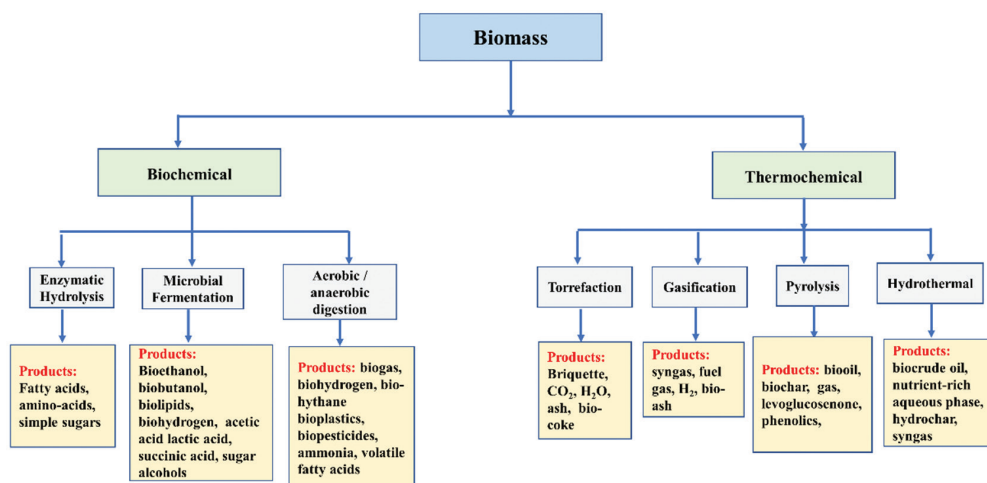 Biomass
Biochemical
Thermochemical
Enzymatic
Hydrolysis
Microbial
Fermentation
Aerobic /
anaerobic
digestion
Torrefaction
Gasification
Pyrolysis
Hydrothermal
Products:
Fatty acids,
amino-acids,
simple sugars
Products:
Bioethanol,
biobutanol,
biolipids,
biohydrogen, acetic
acid lactic acid,
succinic acid, sugar
alcohols
Products: biogas,
biohydrogen, bio-
hythane
bioplastics,
biopesticides,
ammonia, volatile
fatty acids
Products:
Briquette,
CO₂, H₂O,
ash, bio-
coke
Products:
syngas, fuel
gas, H₂, bio-
ash
Products: biooil,
biochar, gas,
levoglucosenone,
phenolics,
Products:
biocrude oil,
nutrient-rich
aqueous phase,
hydrochar,
syngas